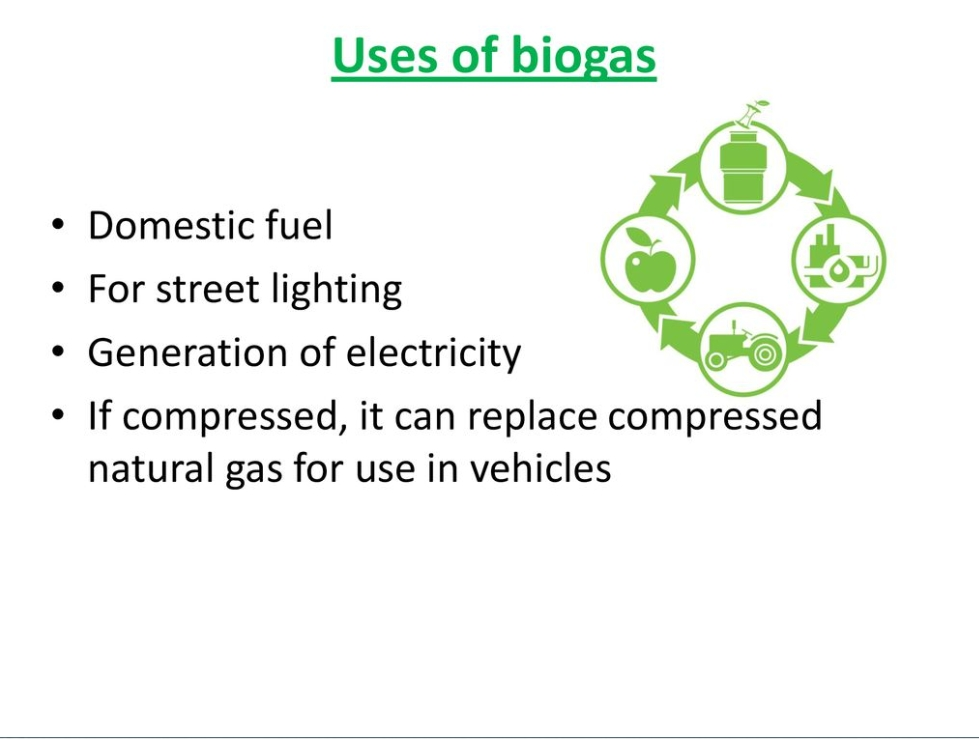 Uses of biogas
• Domestic fuel
• For street lighting
• Generation of electricity
• If compressed, it can replace compressed
natural gas for use in vehicles